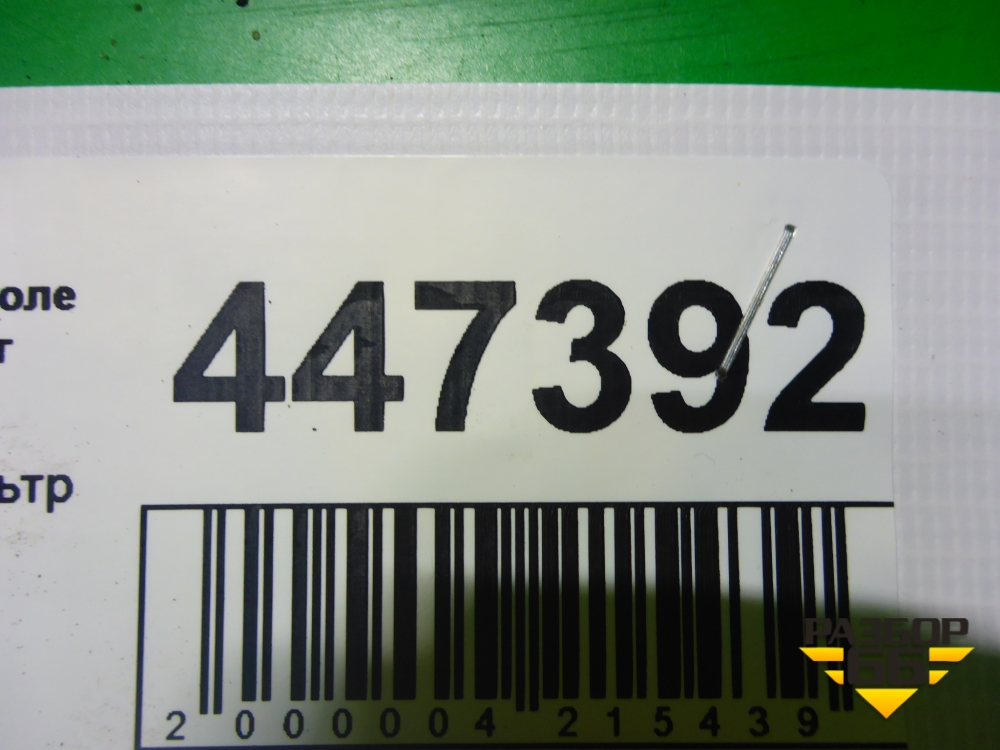 оле
447392
т
ьтр
2 000004 215439
РАЗБОР
66